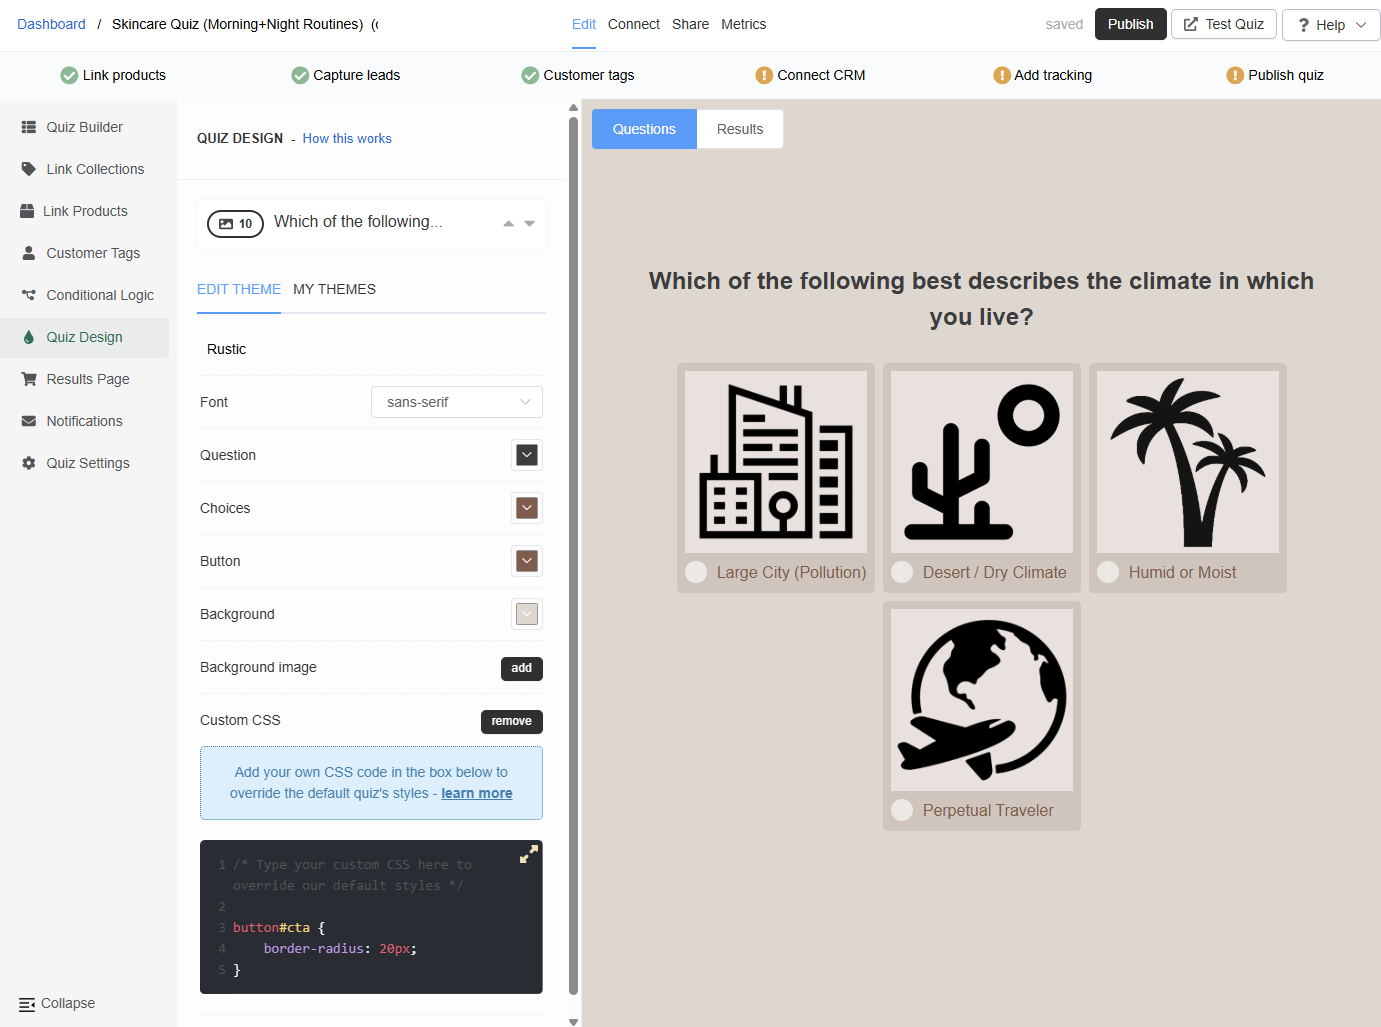 Dashboard / Skincare Quiz (Morning+Night Routines) (c
Edit Connect Share Metrics
saved Publish Test Quiz ? Help
Link products
Capture leads
Customer tags
Connect CRM
Add tracking
Publish quiz
Quiz Builder
Link Collections
Link Products
Customer Tags
Conditional Logic
Quiz Design
Results Page
Notifications
Quiz Settings
Collapse
QUIZ DESIGN - How this works
10 Which of the following...
EDIT THEME MY THEMES
Rustic
Font sans-serif
Question
Choices
Button
Background
Background image add
Custom CSS remove
Add your own CSS code in the box below to
override the default quiz's styles - learn more
1 /* Type your custom CSS here to
override our default styles */
2
3 button#cta {
4 border-radius: 20px;
5 }
Questions Results
Which of the following best describes the climate in which
you live?
Large City (Pollution)
Desert / Dry Climate
Humid or Moist
Perpetual Traveler